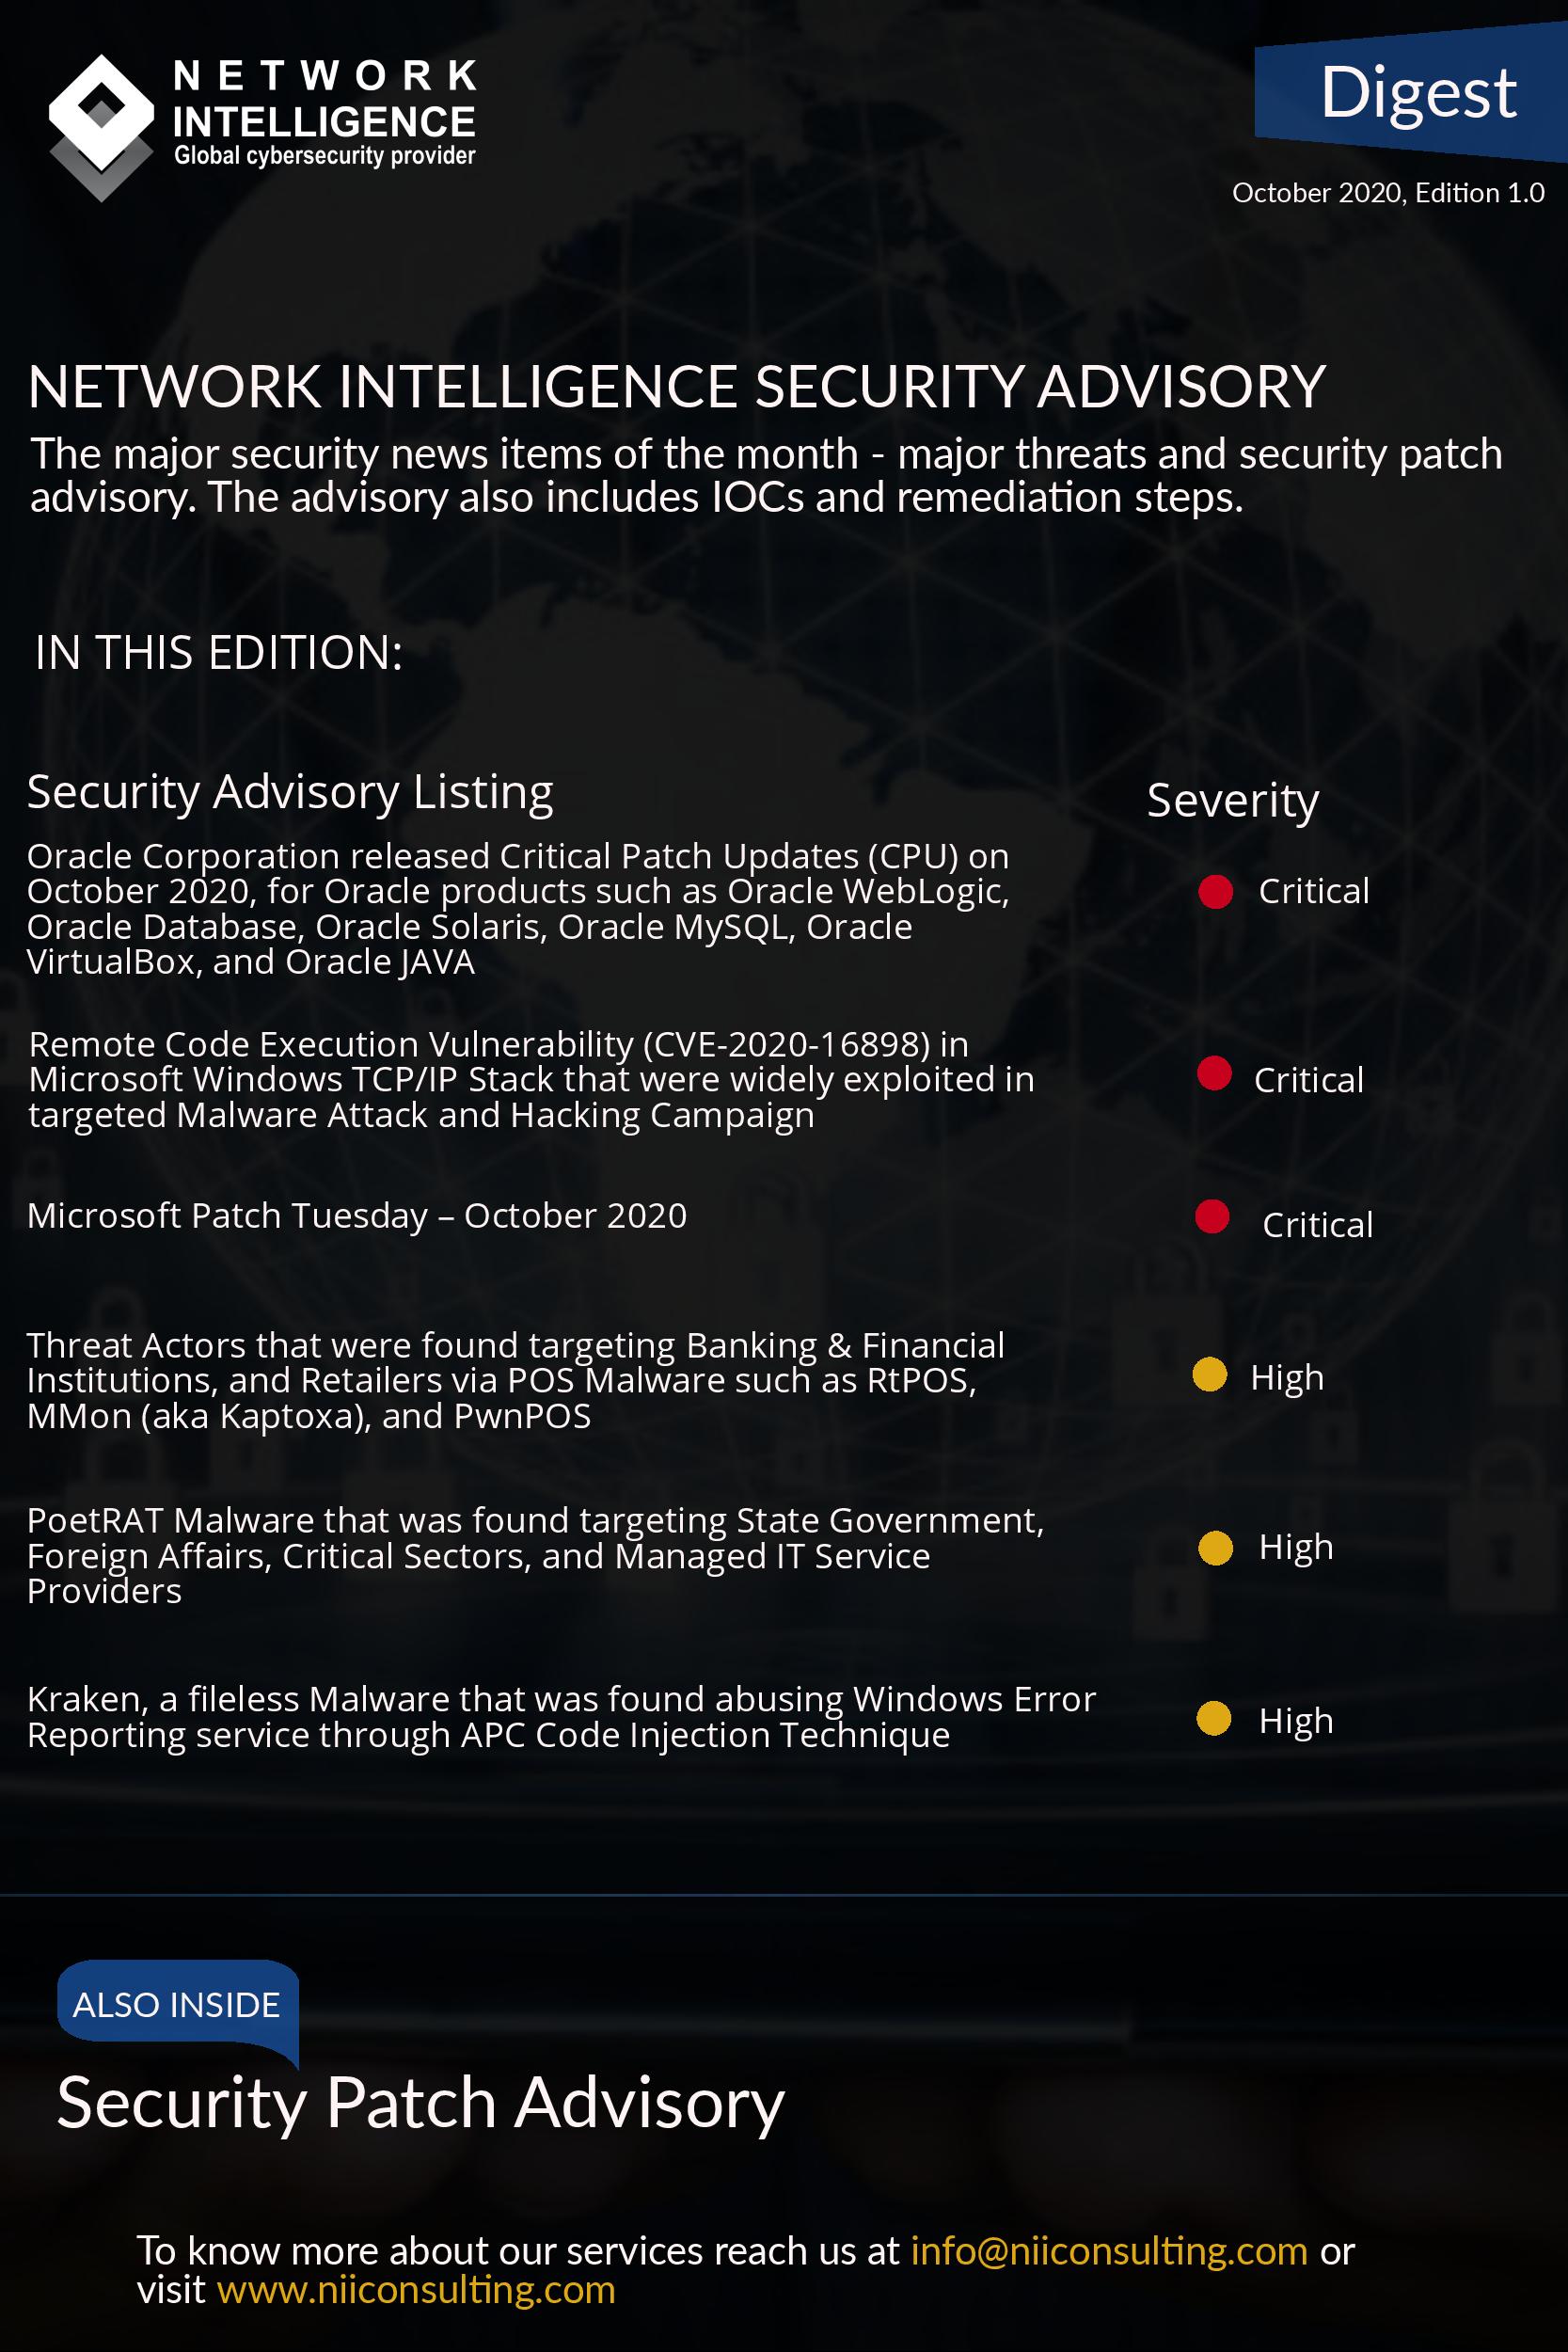 NETWORK
INTELLIGENCE
Global cybersecurity provider
Digest
October 2020, Edition 1.0
NETWORK INTELLIGENCE SECURITY ADVISORY
The major security news items of the month - major threats and security patch
advisory. The advisory also includes IOCs and remediation steps.
IN THIS EDITION:
Security Advisory Listing
Severity
Oracle Corporation released Critical Patch Updates (CPU) on
October 2020, for Oracle products such as Oracle WebLogic,
Oracle Database, Oracle Solaris, Oracle MySQL, Oracle
VirtualBox, and Oracle JAVA
Critical
Remote Code Execution Vulnerability (CVE-2020-16898) in
Microsoft Windows TCP/IP Stack that were widely exploited in
targeted Malware Attack and Hacking Campaign
Critical
Microsoft Patch Tuesday – October 2020
Critical
Threat Actors that were found targeting Banking & Financial
Institutions, and Retailers via POS Malware such as RtPOS,
MMon (aka Kaptoxa), and PwnPOS
High
PoetRAT Malware that was found targeting State Government,
Foreign Affairs, Critical Sectors, and Managed IT Service
Providers
High
Kraken, a fileless Malware that was found abusing Windows Error
Reporting service through APC Code Injection Technique
High
ALSO INSIDE
Security Patch Advisory
To know more about our services reach us at info@niiconsulting.com or
visit www.niiconsulting.com